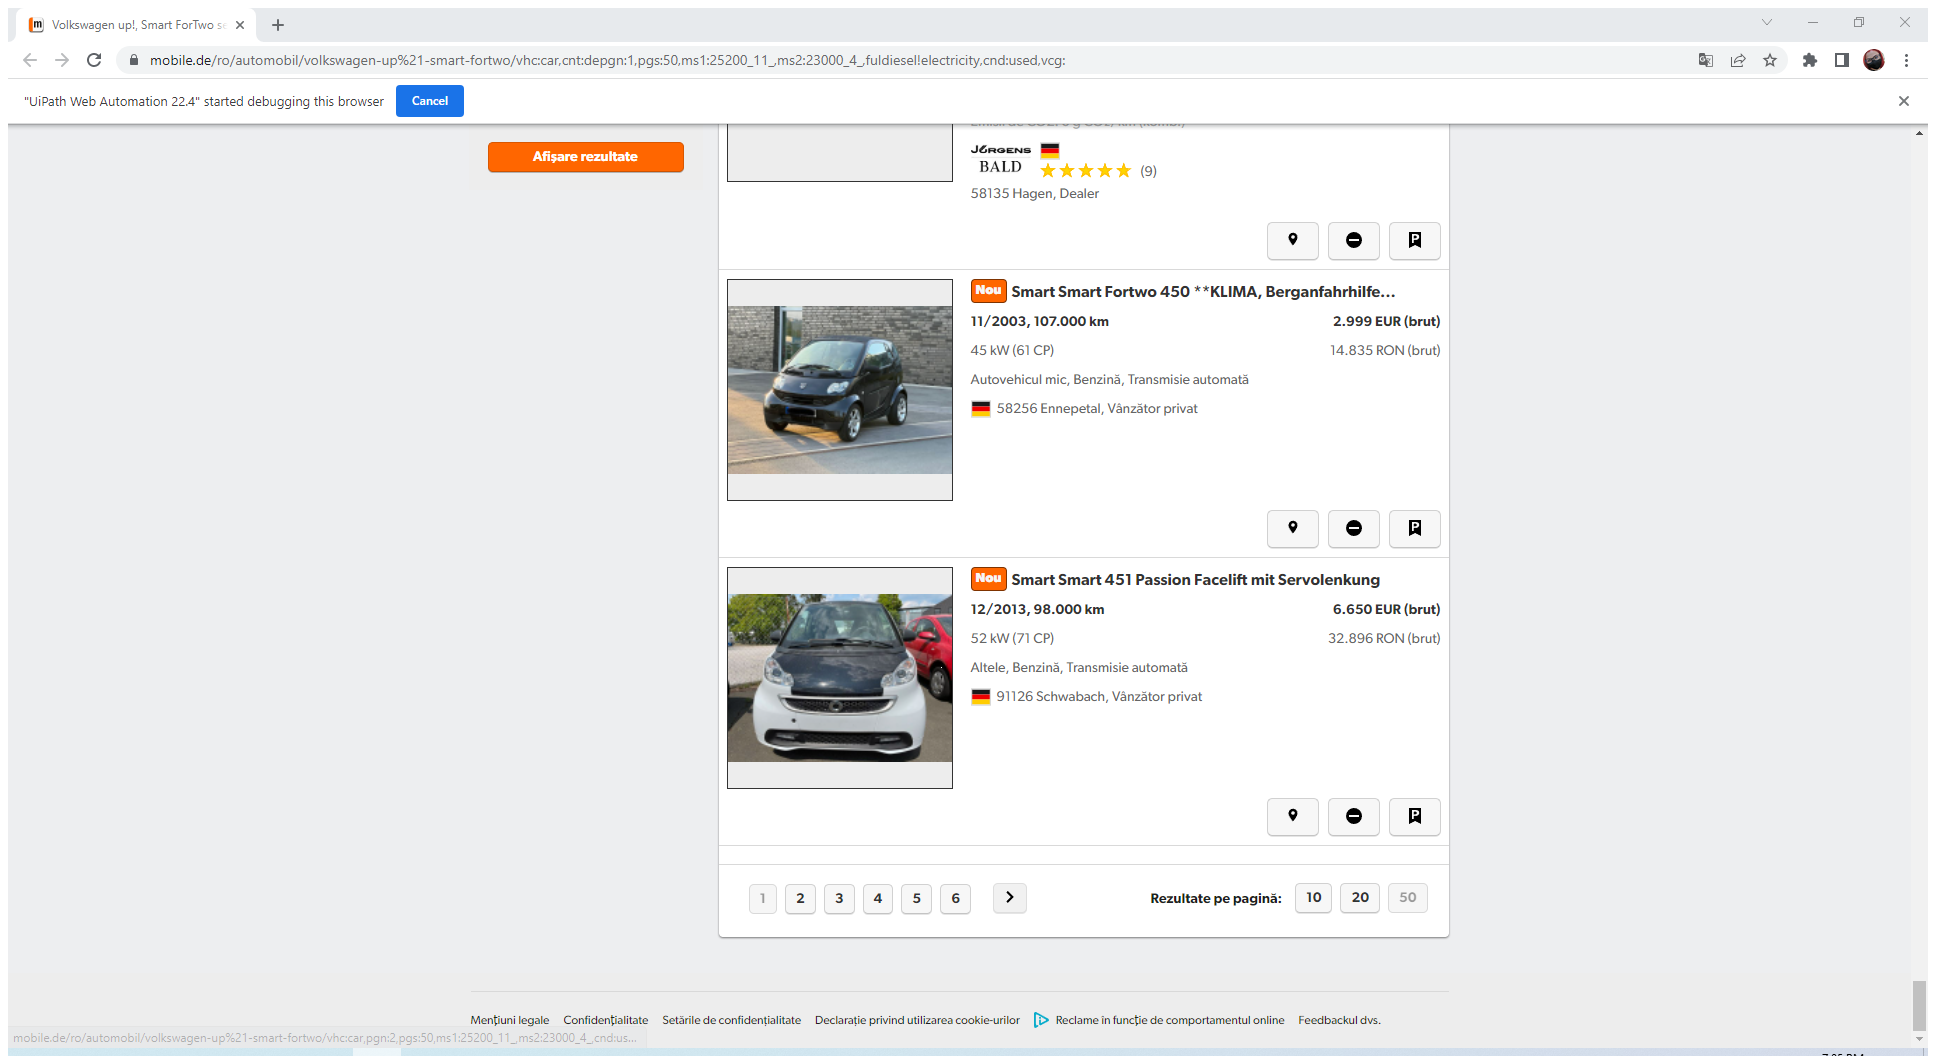 Volkswagen up!, Smart ForTwo se
mobile.de/ro/automobil/volkswagen-up%21-smart-fortwo/vhc:car,cnt:depgn:1,pgs:50,ms1:25200_11_,ms2:23000_4_,fuldiesel!electricity,cnd:used,vcg:
"UiPath Web Automation 22.4" started debugging this browser
Cancel
Afișare rezultate
JÜRGENS
BALD
(9)
58135 Hagen, Dealer
Nou Smart Smart Fortwo 450 **KLIMA, Berganfahrhilfe...
11/2003, 107.000 km 2.999 EUR (brut)
45 kW (61 CP) 14.835 RON (brut)
Autovehicul mic, Benzină, Transmisie automată
58256 Ennepetal, Vânzător privat
Nou Smart Smart 451 Passion Facelift mit Servolenkung
12/2013, 98.000 km 6.650 EUR (brut)
52 kW (71 CP) 32.896 RON (brut)
Altele, Benzină, Transmisie automată
91126 Schwabach, Vânzător privat
1 2 3 4 5 6 Rezultate pe pagină: 10 20 50
Mențiuni legale Confidențialitate Setările de confidențialitate Declarație privind utilizarea cookie-urilor Reclame în funcție de comportamentul online Feedbackul dvs.
mobile.de/ro/automobil/volkswagen-up%21-smart-fortwo/vhc:car,pgn:2,pgs:50,ms1:25200_11_,ms2:23000_4_,cnd:us...